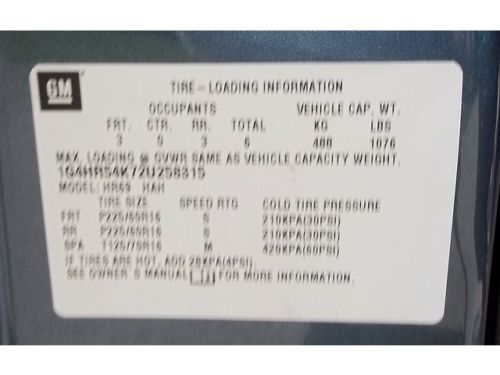 GM
TIRE-LOADING INFORMATION
OCCUPANTS VEHICLE CAP. WT.
FRT. CTR. RR. TOTAL KG LBS
3 0 3 6 488 1076
MAX. LOADING @ GVWR SAME AS VEHICLE CAPACITY WEIGHT.
1G4HR54K72U258315
MODEL: HR69 HAH
TIRE SIZE SPEED RTG COLD TIRE PRESSURE
FRT P225/60R16 S 210KPA(30PSI)
RR P225/60R16 S 210KPA(30PSI)
SPA T125/70R16 M 420KPA(60PSI)
IF TIRES ARE HOT, ADD 28KPA(4PSI).
SEE OWNER'S MANUAL FOR MORE INFORMATION.